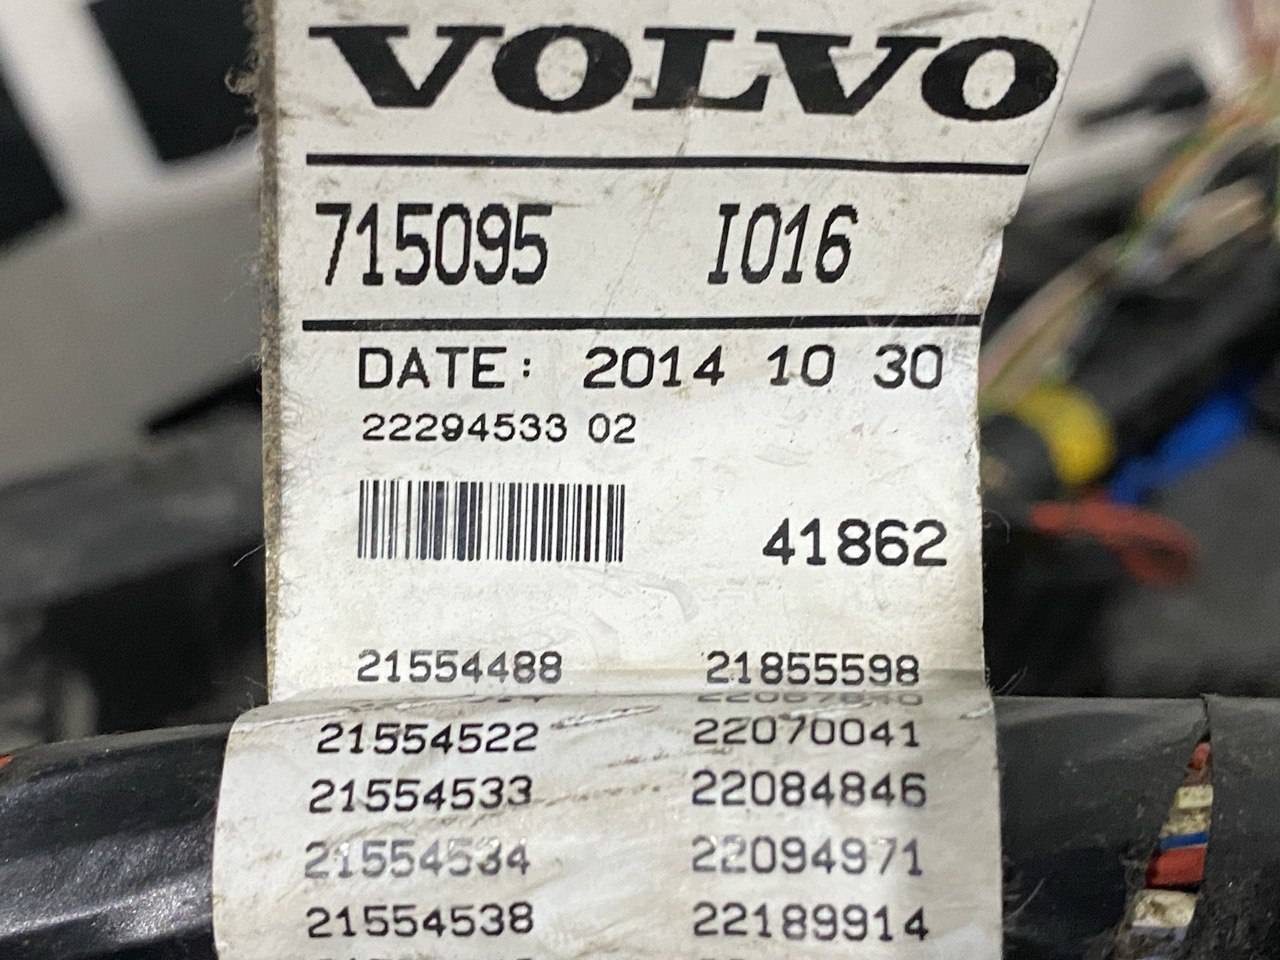 VOLVO
715095 I016
DATE: 2014 10 30
22294533 02
41862
21554488 21855598
21554522 22070041
21554533 22084846
21554534 22094971
21554538 22189914